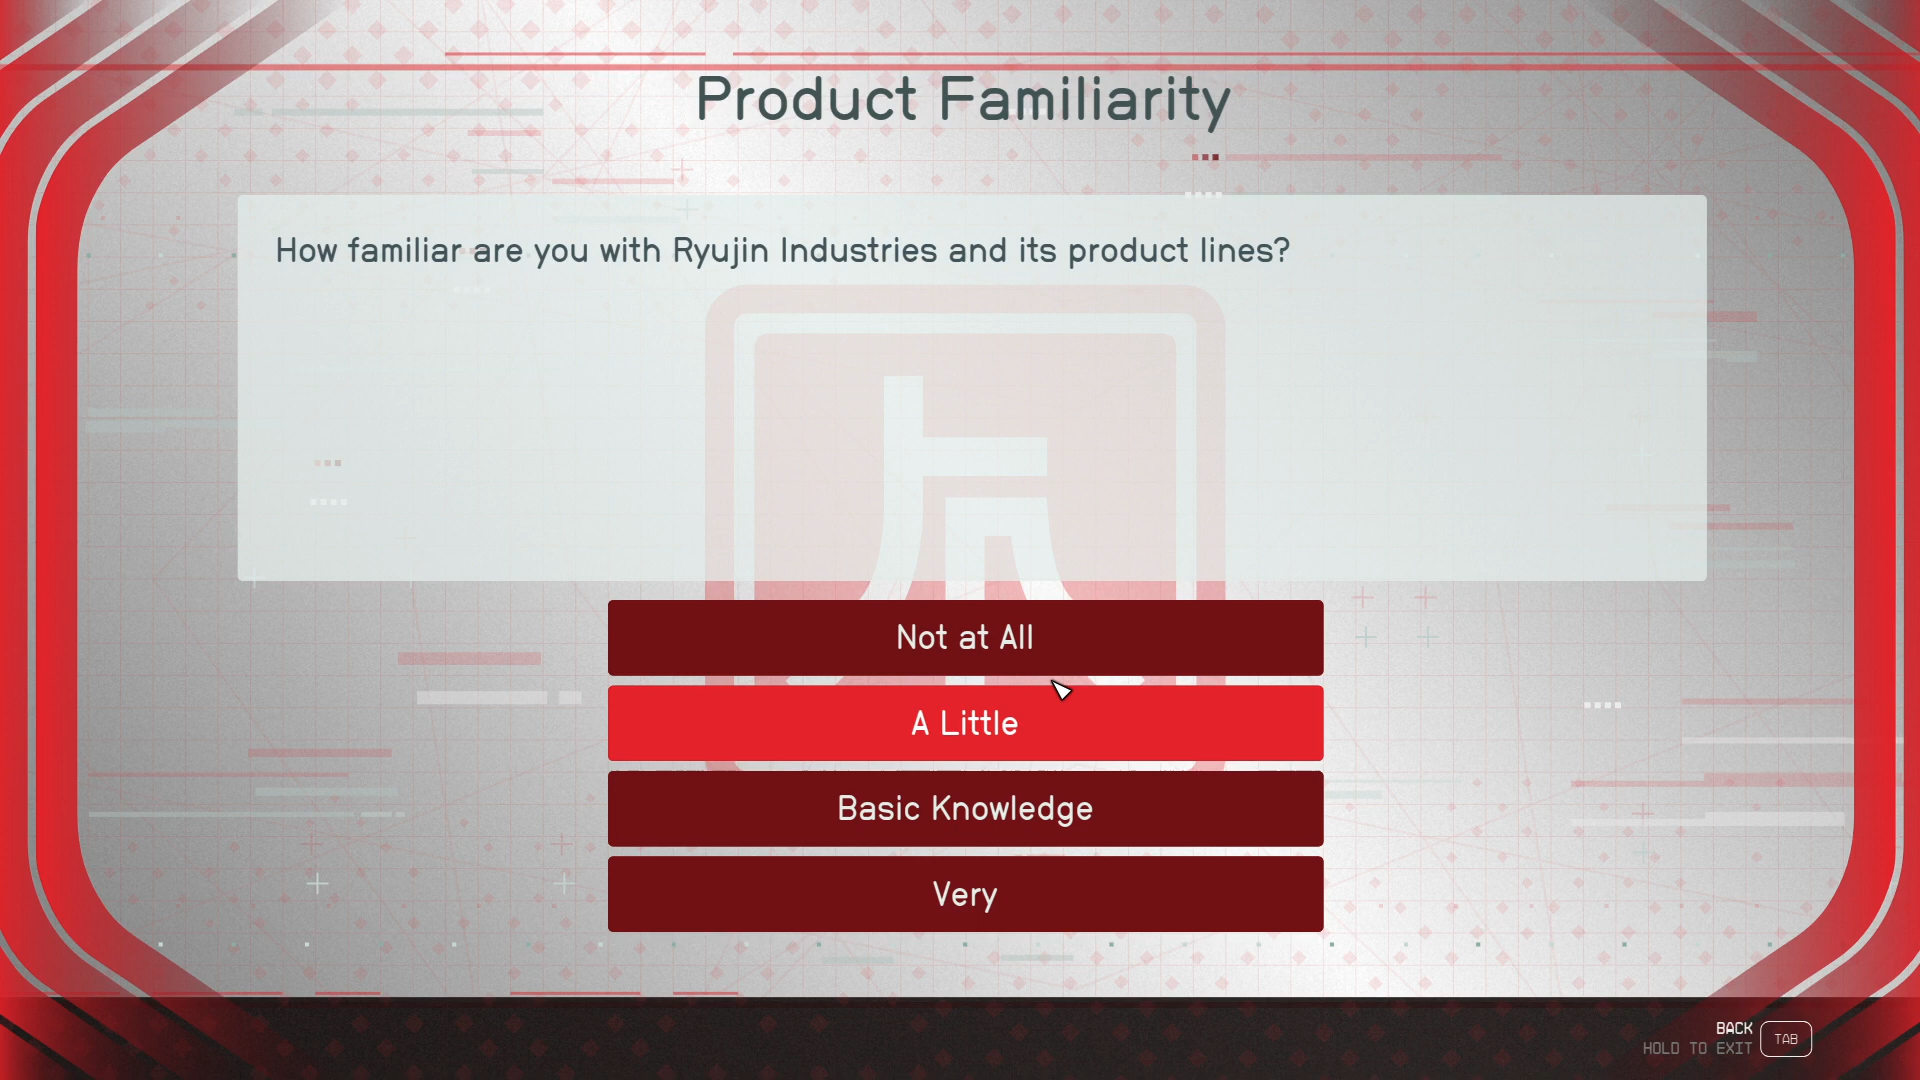 Product Familiarity
How familiar are you with Ryujin Industries and its product lines?
Not at All
A Little
Basic Knowledge
Very
BACK
HOLD TO EXIT
TAB